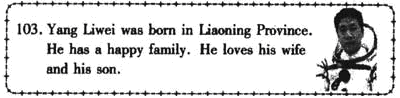 103. Yang Liwei was born in Liaoning Province.
He has a happy family. He loves his wife
and his son.